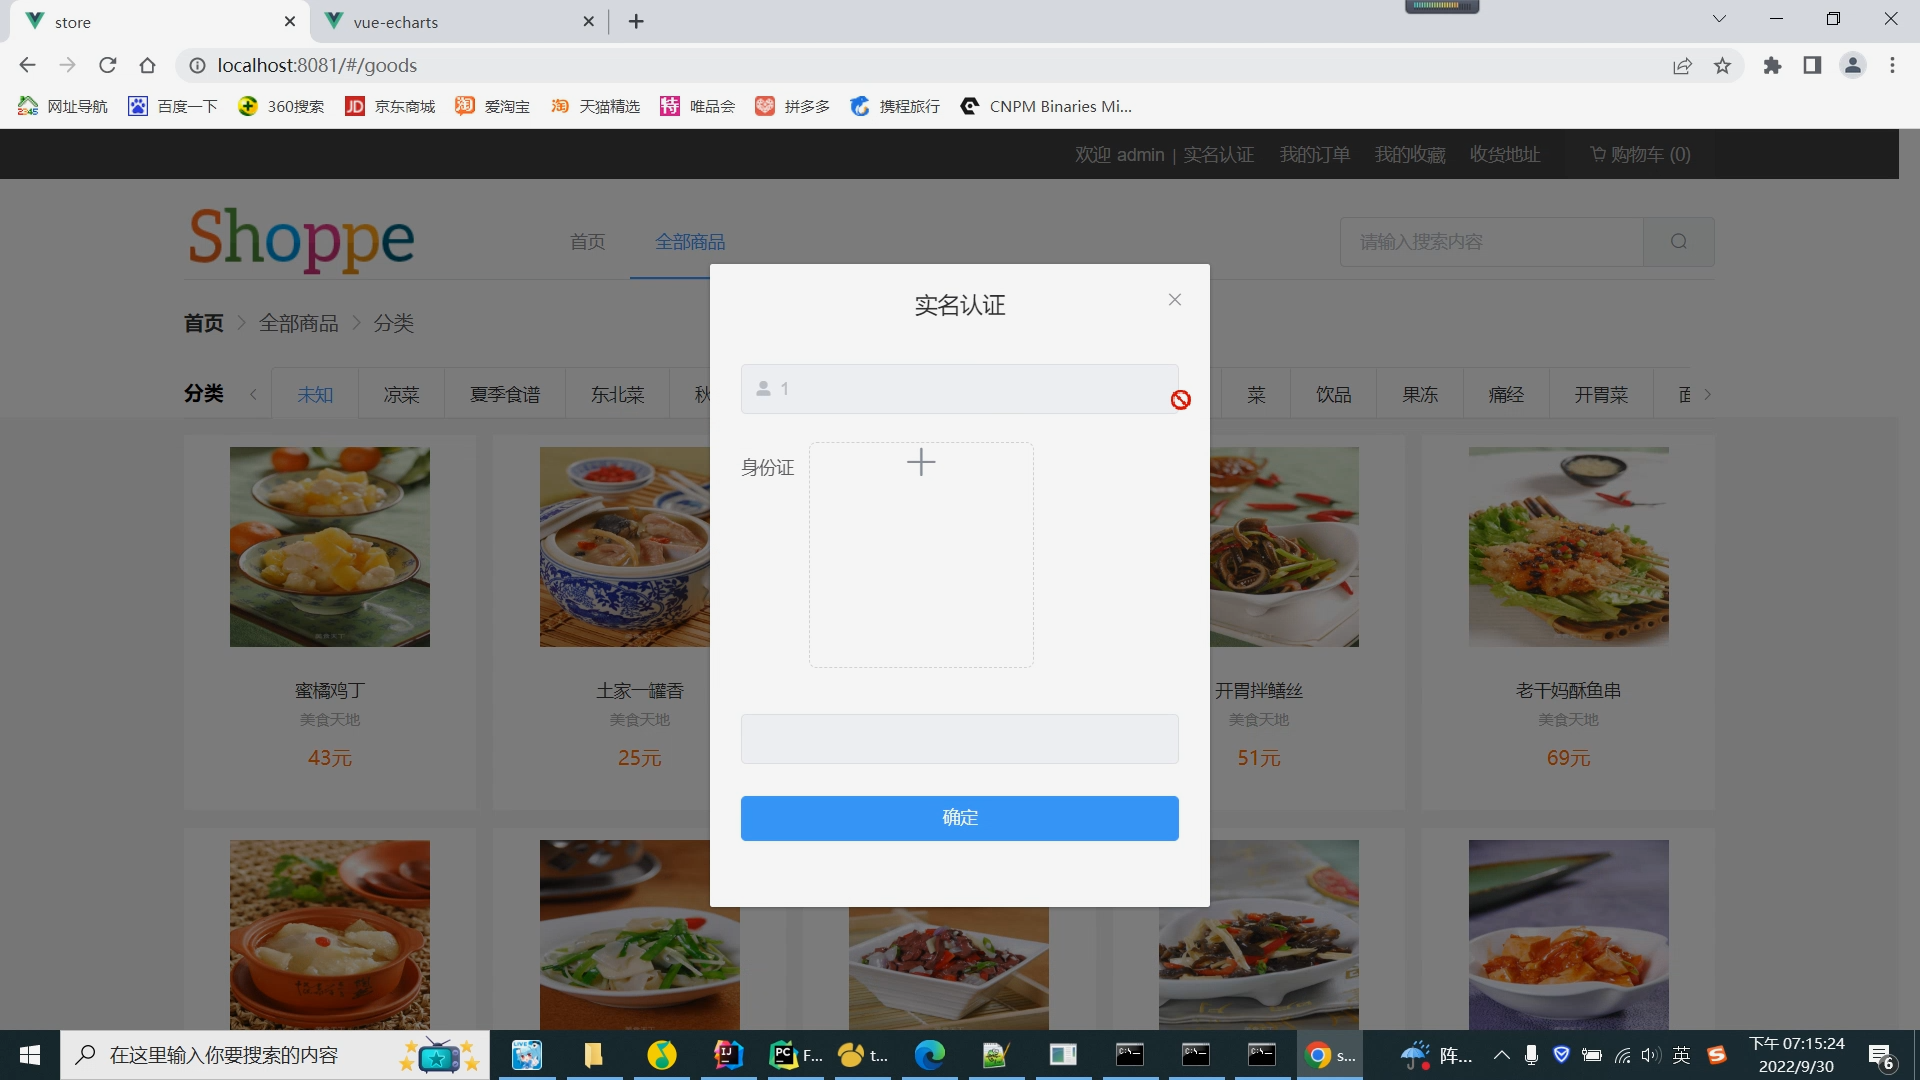 store
vue-echarts
localhost:8081/#/goods
网址导航
百度一下
360搜索
京东商城
爱淘宝
天猫精选
唯品会
拼多多
携程旅行
CNPM Binaries Mi...
欢迎 admin | 实名认证 我的订单 我的收藏 收货地址 购物车 (0)
Shoppe
首页
全部商品
请输入搜索内容
首页 全部商品 分类
实名认证
1
身份证
确定
分类
未知
凉菜
夏季食谱
东北菜
秋
菜
饮品
果冻
痛经
开胃菜
蜜橘鸡丁
美食天地
43元
土家一罐香
美食天地
25元
开胃拌鳝丝
美食天地
51元
老干妈酥鱼串
美食天地
69元
在这里输入你要搜索的内容
F...
t...
s...
阵...
英
下午 07:15:24
2022/9/30
6